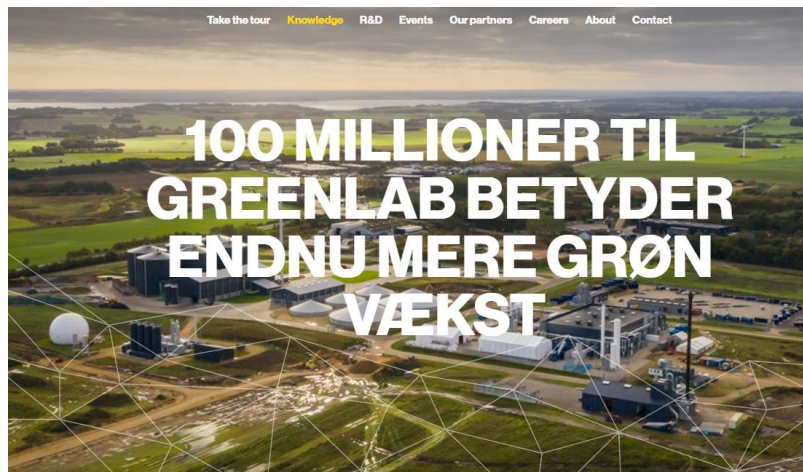 Take the tour Knowledge R&D Events Our partners Careers About Contact
100 MILLIONER TIL
GREENLAB BETYDER
ENDNU MERE GRØN
VÆKST